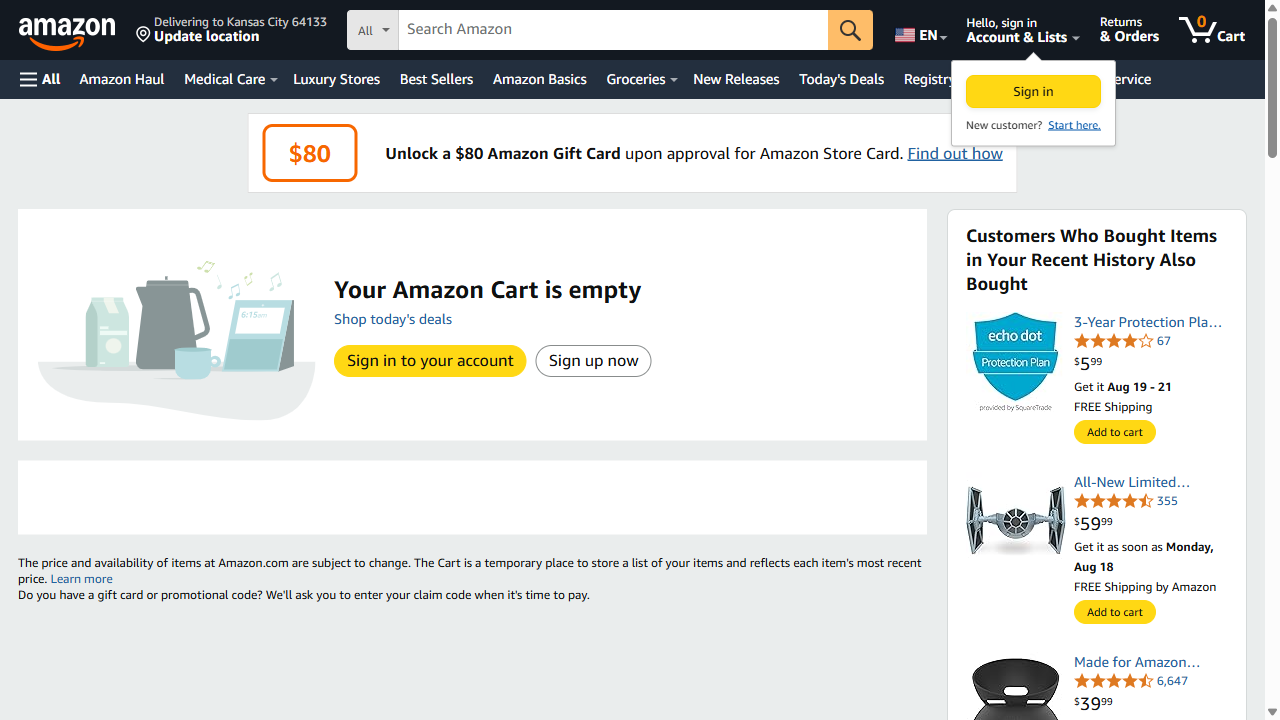 amazon
Delivering to Kansas City 64133
Update location
All
Search Amazon
EN
Hello, sign in
Account & Lists
Returns
& Orders
0
Cart
All
Amazon Haul
Medical Care
Luxury Stores
Best Sellers
Amazon Basics
Groceries
New Releases
Today's Deals
Registry
ervice
Sign in
New customer? Start here.
$80
Unlock a $80 Amazon Gift Card upon approval for Amazon Store Card. Find out how
6:15am
Your Amazon Cart is empty
Shop today's deals
Sign in to your account
Sign up now
The price and availability of items at Amazon.com are subject to change. The Cart is a temporary place to store a list of your items and reflects each item's most recent
price. Learn more
Do you have a gift card or promotional code? We'll ask you to enter your claim code when it's time to pay.
Customers Who Bought Items
in Your Recent History Also
Bought
echo dot
Protection Plan
provided by SquareTrade
3-Year Protection Pla…
67
$5.99
Get it Aug 19 - 21
FREE Shipping
Add to cart
All-New Limited…
355
$59.99
Get it as soon as Monday,
Aug 18
FREE Shipping by Amazon
Add to cart
Made for Amazon…
6,647
$39.99